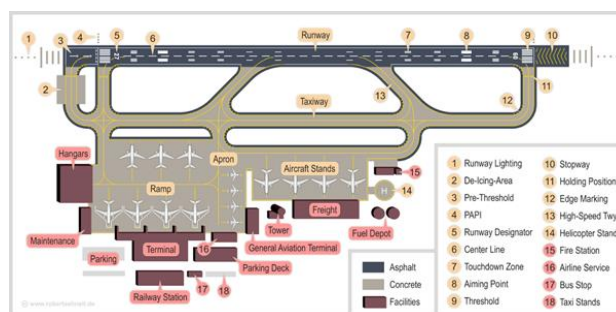 4
1
3
5
6
Runway
7
8
9
10
2
13
11
Taxiway
12
Hangars
Apron
Aircraft Stands
15
Ramp
14
H
Freight
Maintenance
Tower
Fuel Depot
Terminal
16
General Aviation Terminal
Parking
Parking Deck
Railway Station
17
18
Asphalt
Concrete
Facilities
1 Runway Lighting
2 De-Icing-Area
3 Pre-Threshold
4 PAPI
5 Runway Designator
6 Center Line
7 Touchdown Zone
8 Aiming Point
9 Threshold
10 Stopway
11 Holding Position
12 Edge Marking
13 High-Speed Twy
14 Helicopter Stand
15 Fire Station
16 Airline Service
17 Bus Stop
18 Taxi Stands